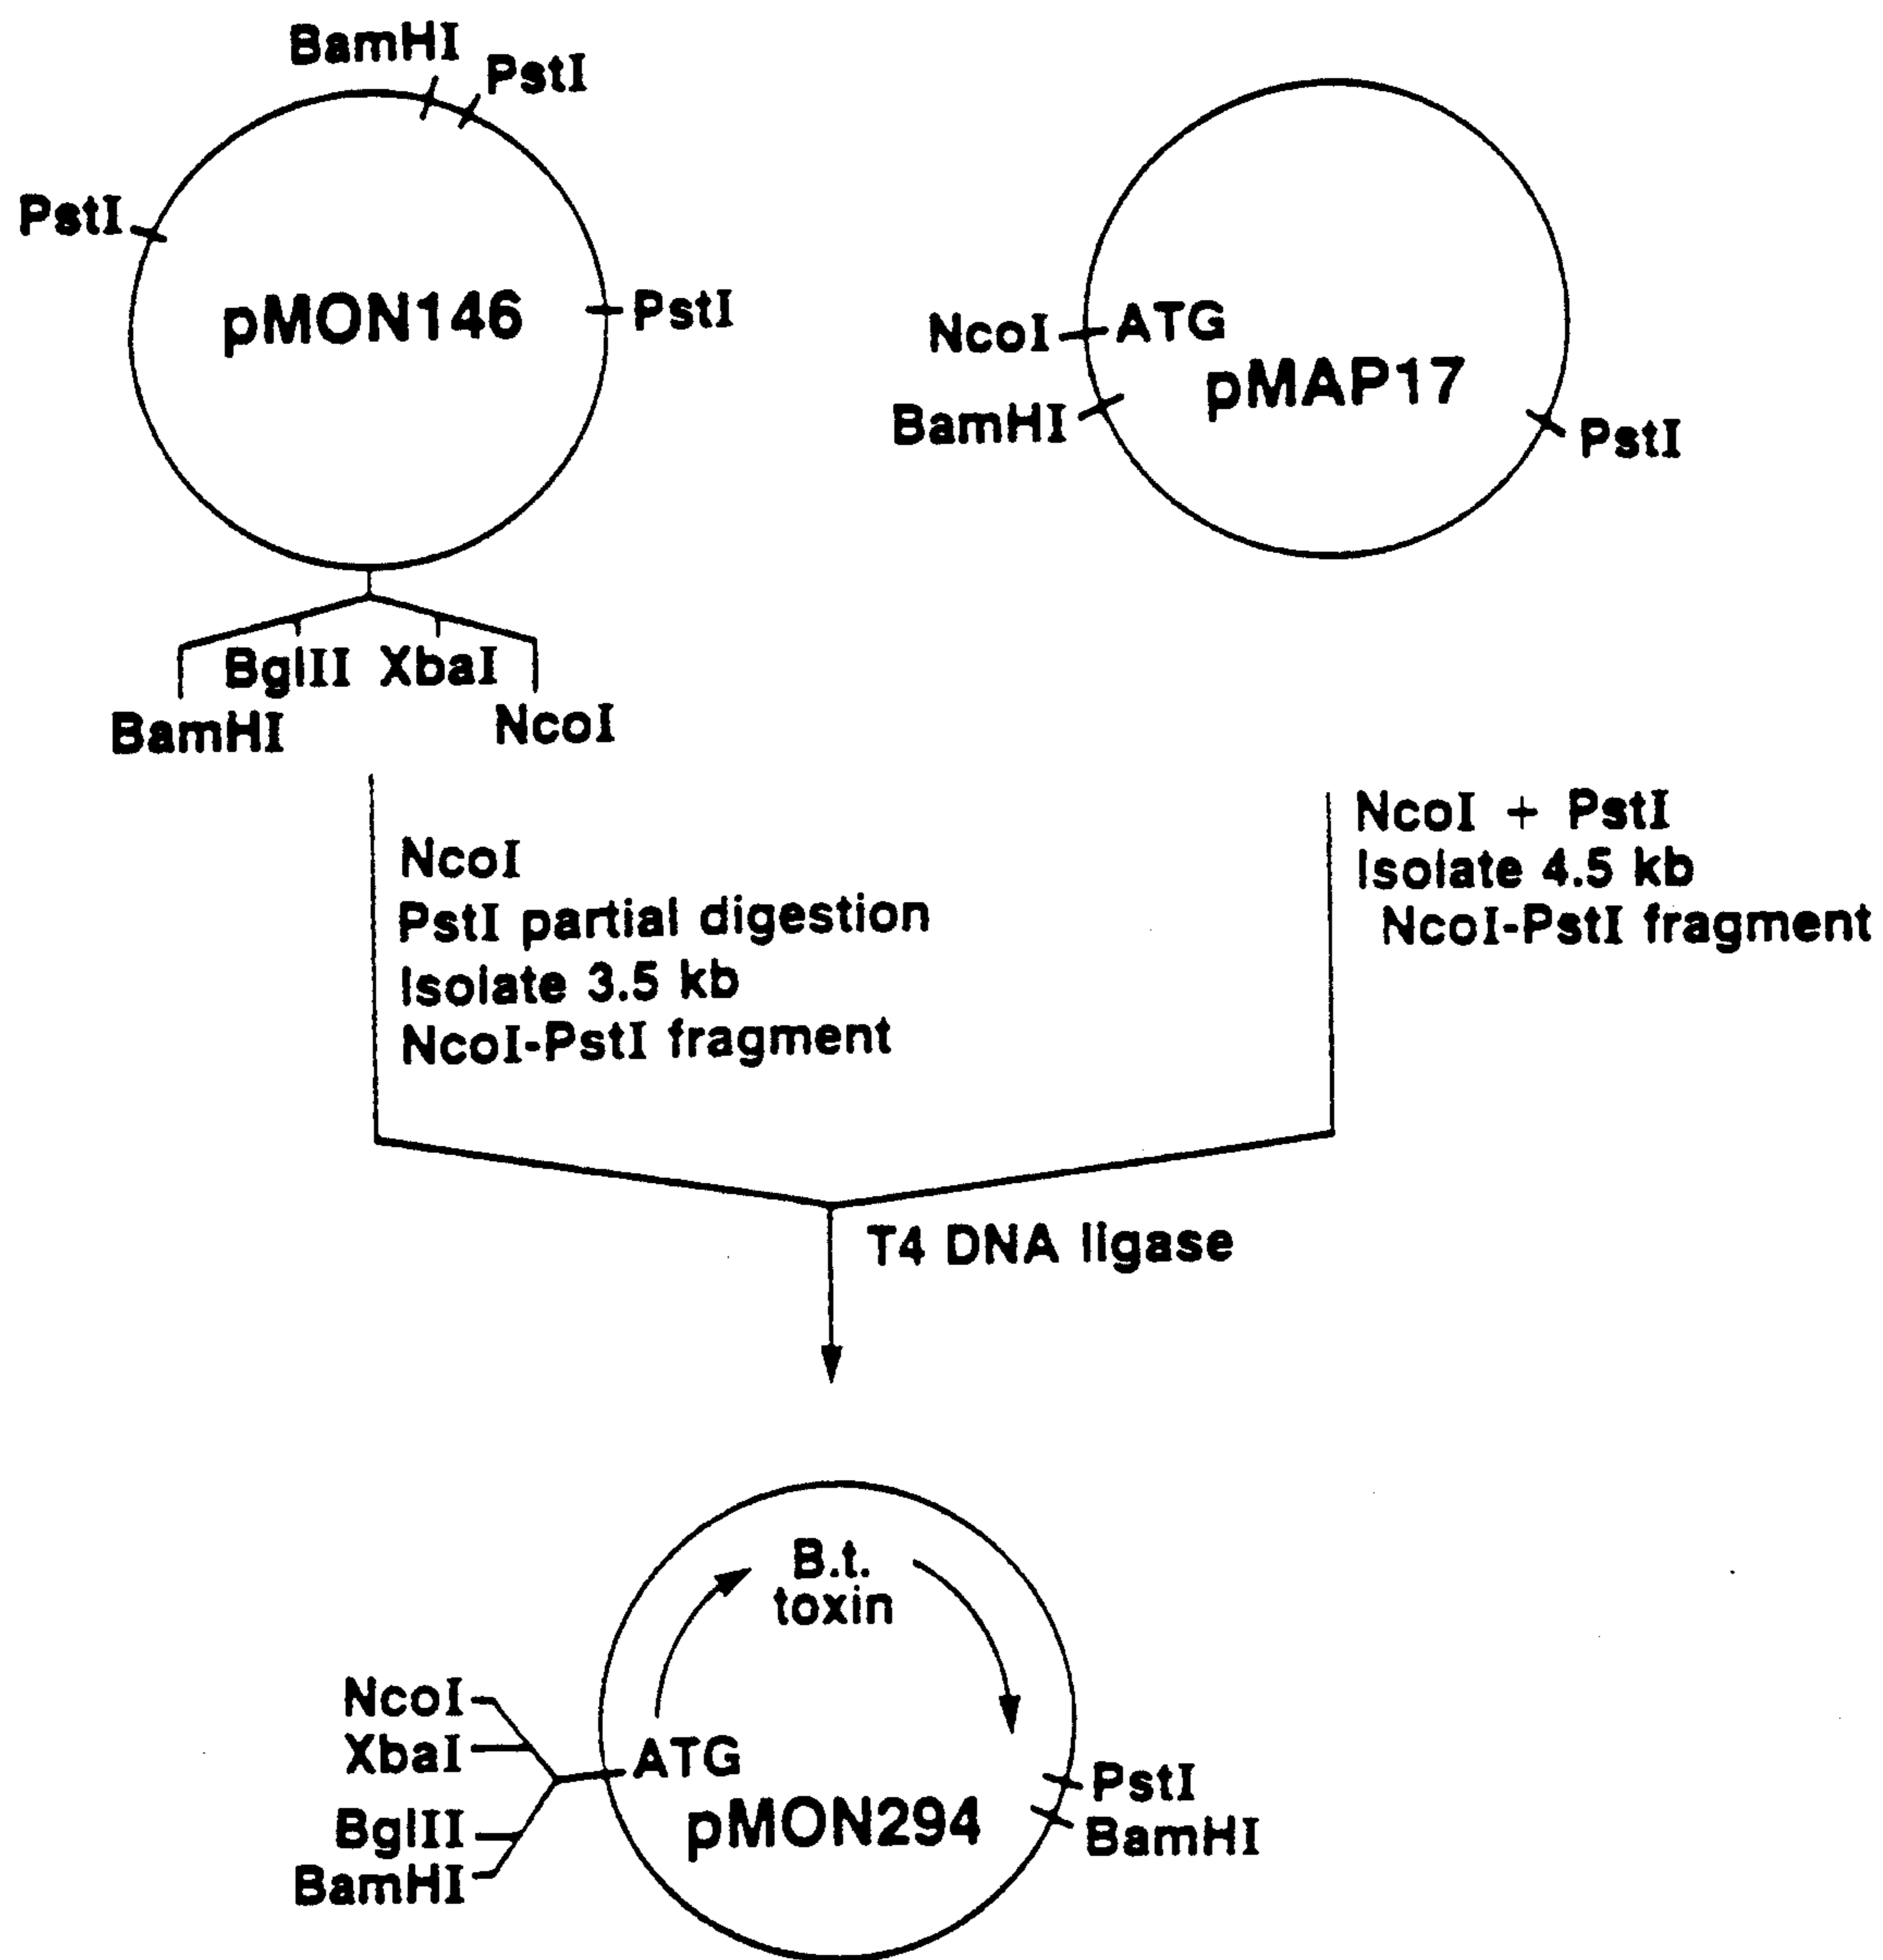 BamHI
PstI
PstI
pMON146
PstI
BglII XbaI
BamHI
NcoI
NcoI
ATG
pMAP17
BamHI
PstI
NcoI
PstI partial digestion
Isolate 3.5 kb
NcoI-PstI fragment
NcoI + PstI
Isolate 4.5 kb
NcoI-PstI fragment
T4 DNA ligase
B.t.
toxin
NcoI
XbaI
BglII
BamHI
ATG
pMON294
PstI
BamHI